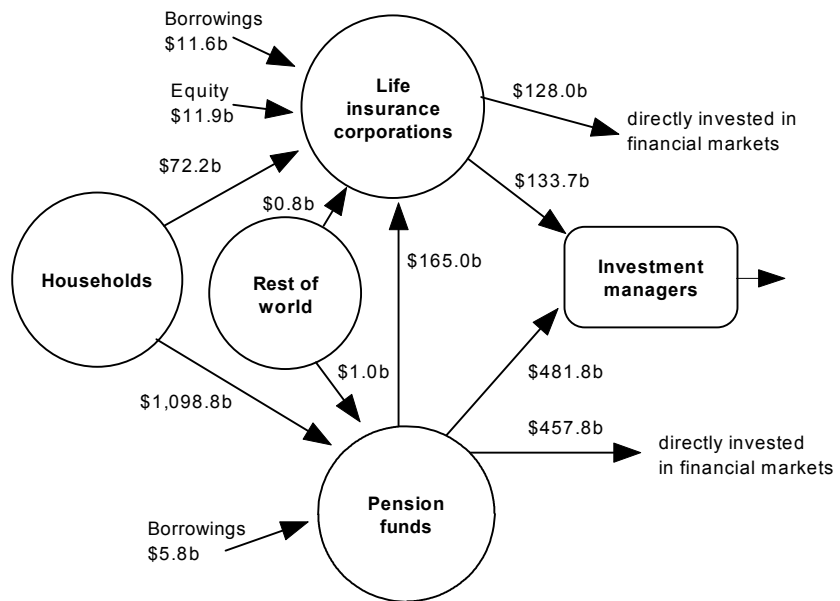 Borrowings
$11.6b
Equity
$11.9b
Life
insurance
corporations
$128.0b
directly invested in
financial markets
$72.2b
$133.7b
$0.8b
Households
Rest of
world
$165.0b
Investment
managers
$1.0b
$481.8b
$1,098.8b
$457.8b
directly invested
in financial markets
Pension
funds
Borrowings
$5.8b